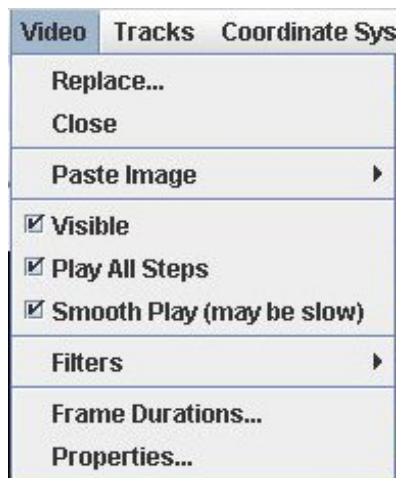 Video Tracks Coordinate Sys
Replace...
Close
Paste Image
Visible
Play All Steps
Smooth Play (may be slow)
Filters
Frame Durations...
Properties...